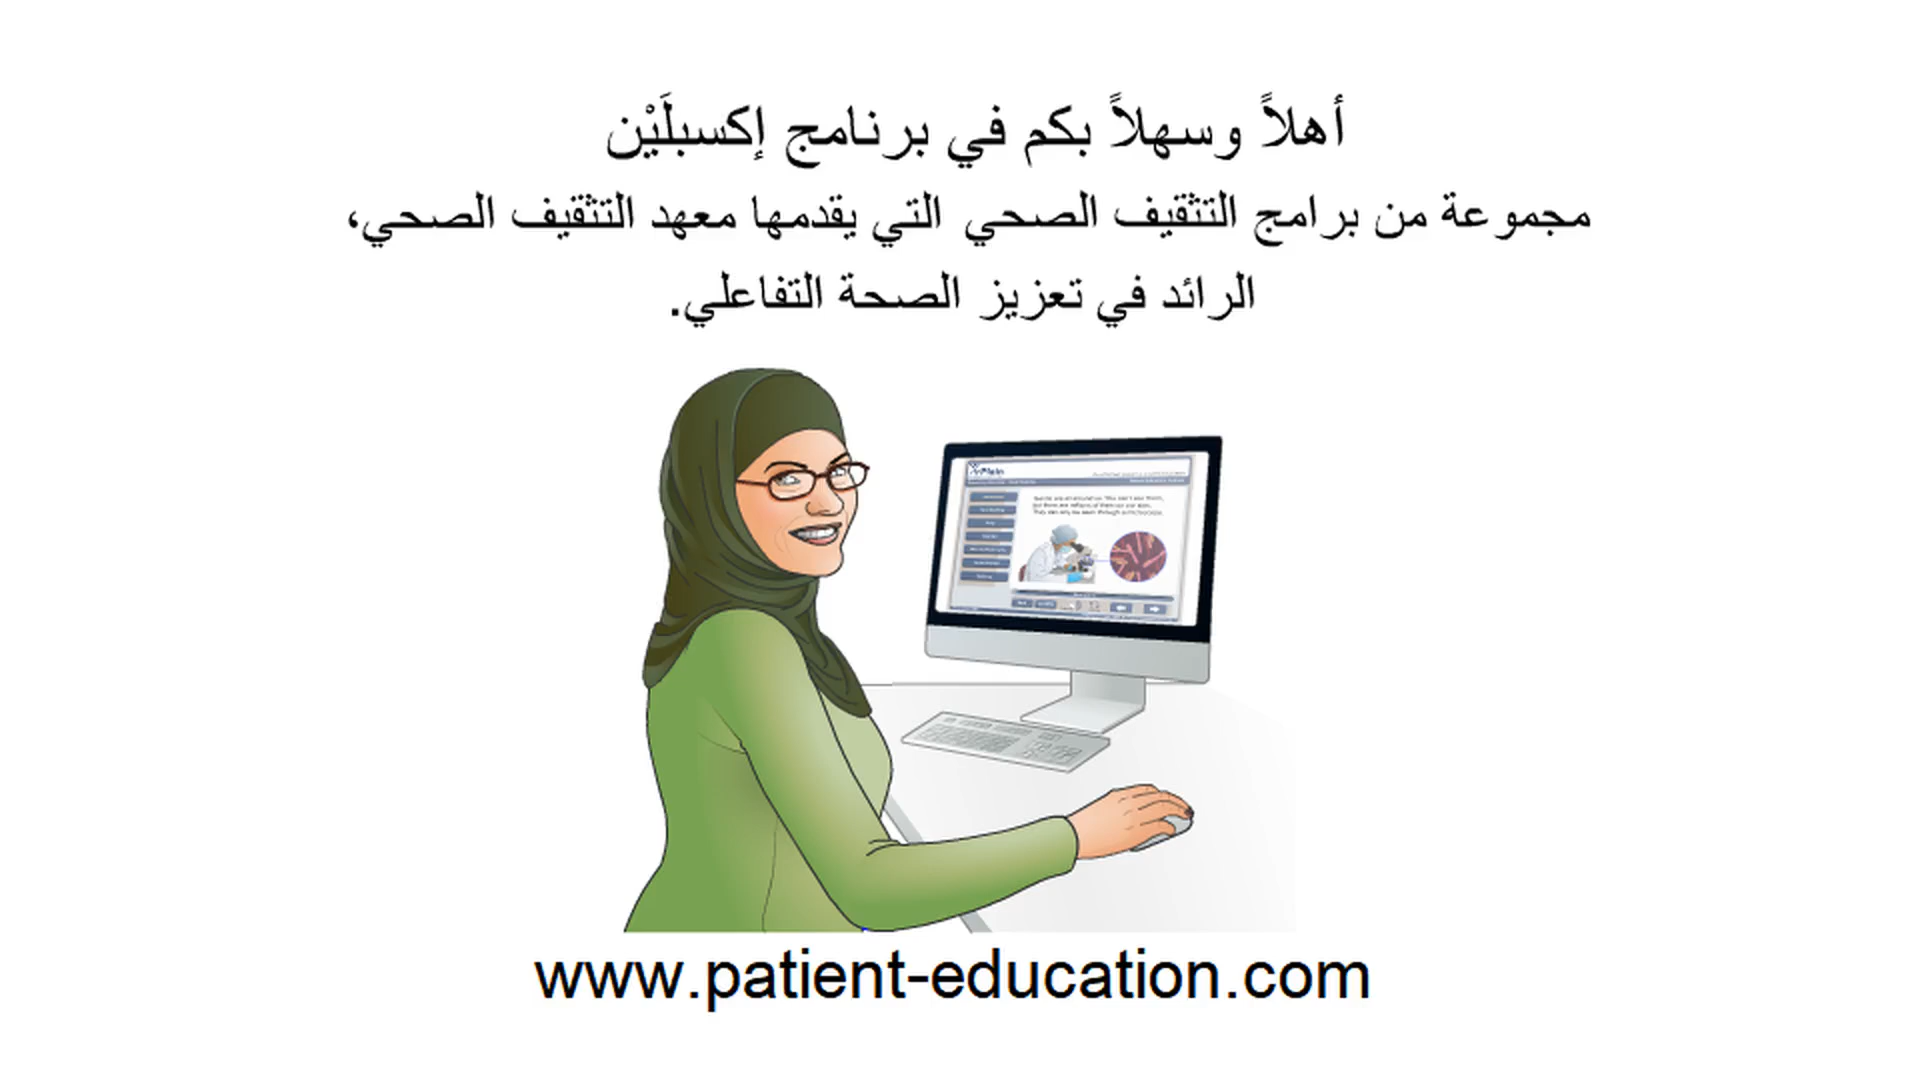 أهلاً وسهلاً بكم في برنامج إكسبلَيْن
مجموعة من برامج التثقيف الصحي التي يقدمها معهد التثقيف الصحي،
الرائد في تعزيز الصحة التفاعلي.
www.patient-education.com